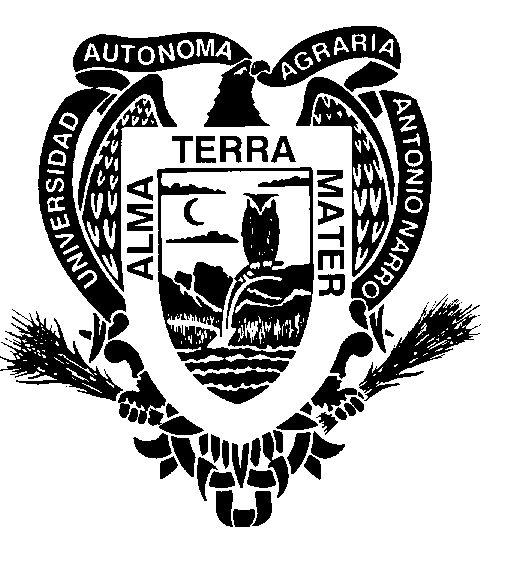 UNIVERSIDAD
AUTONOMA
AGRARIA
ANTONIO NARRO
ALMA
TERRA
MATER